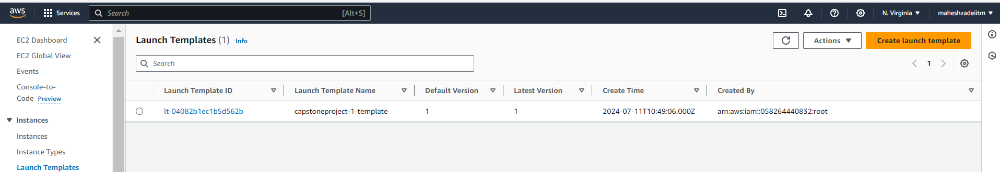 aws Services Search [Alt+S] N. Virginia maheshzadeiitm
EC2 Dashboard
EC2 Global View
Events
Console-to-
Code Preview
Instances
Instances
Instance Types
Launch Templates
Launch Templates (1) Info
Actions
Create launch template
Search
1
Launch Template ID Launch Template Name Default Version Latest Version Create Time Created By
lt-04082b1ec1b5d562b capstoneproject-1-template 1 1 2024-07-11T10:49:06.000Z arn:aws:iam::058264440832:root